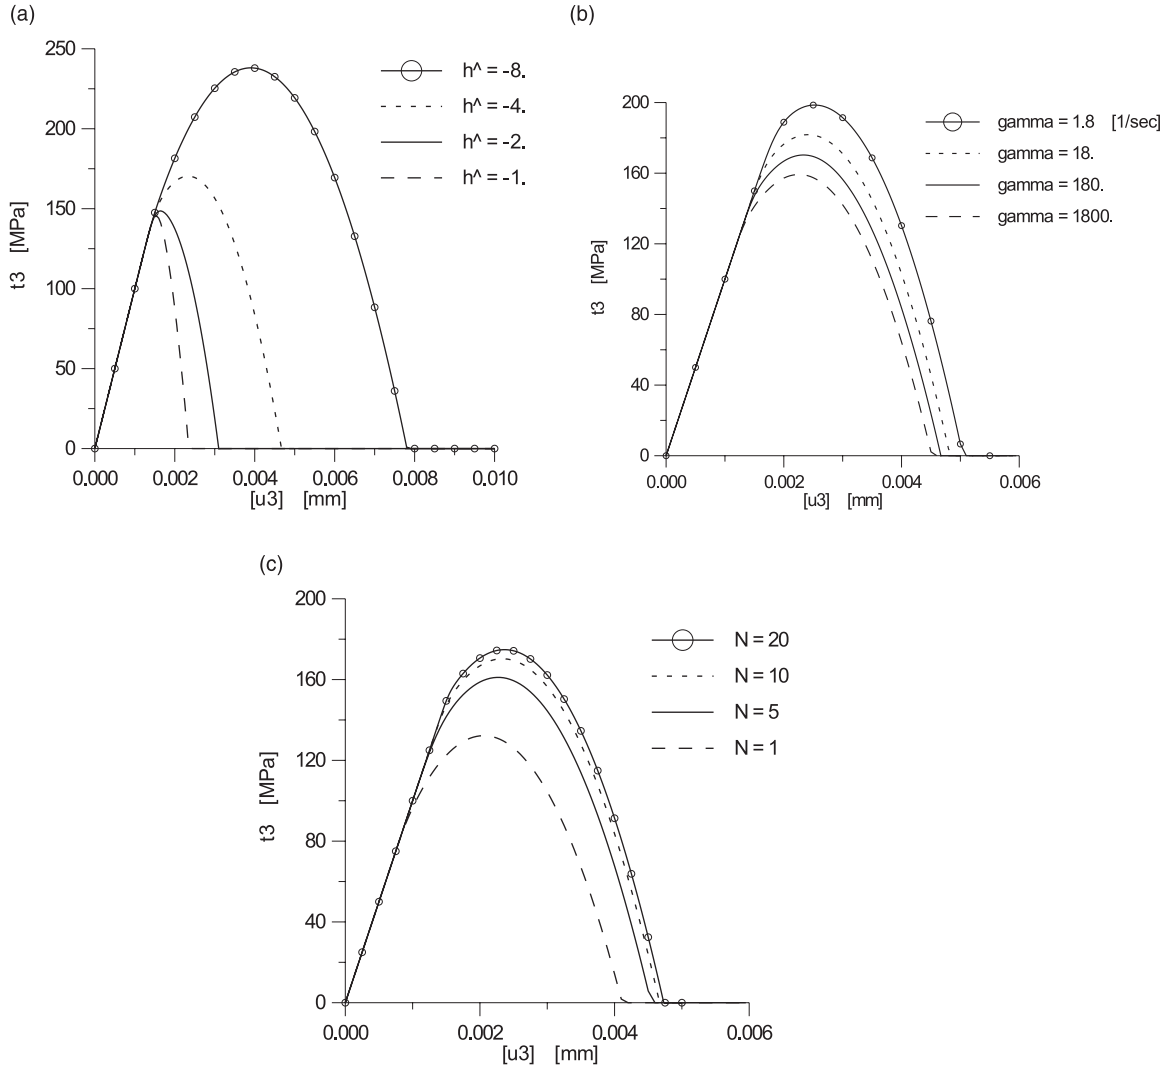 (a)
250
200
150
100
50
0
t3 [MPa]
0.000 0.002 0.004 0.006 0.008 0.010
[u3] [mm]
h^ = -8.
h^ = -4.
h^ = -2.
h^ = -1.
(b)
200
160
120
80
40
0
t3 [MPa]
0.000 0.002 0.004 0.006
[u3] [mm]
gamma = 1.8 [1/sec]
gamma = 18.
gamma = 180.
gamma = 1800.
(c)
200
160
120
80
40
0
t3 [MPa]
0.000 0.002 0.004 0.006
[u3] [mm]
N = 20
N = 10
N = 5
N = 1